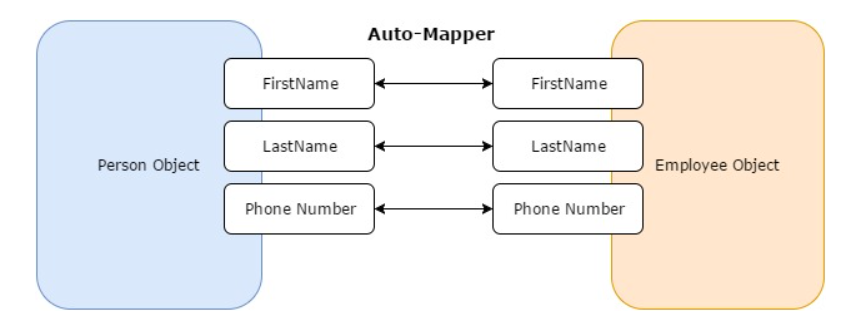 Auto-Mapper
FirstName
FirstName
LastName
LastName
Person Object
Employee Object
Phone Number
Phone Number